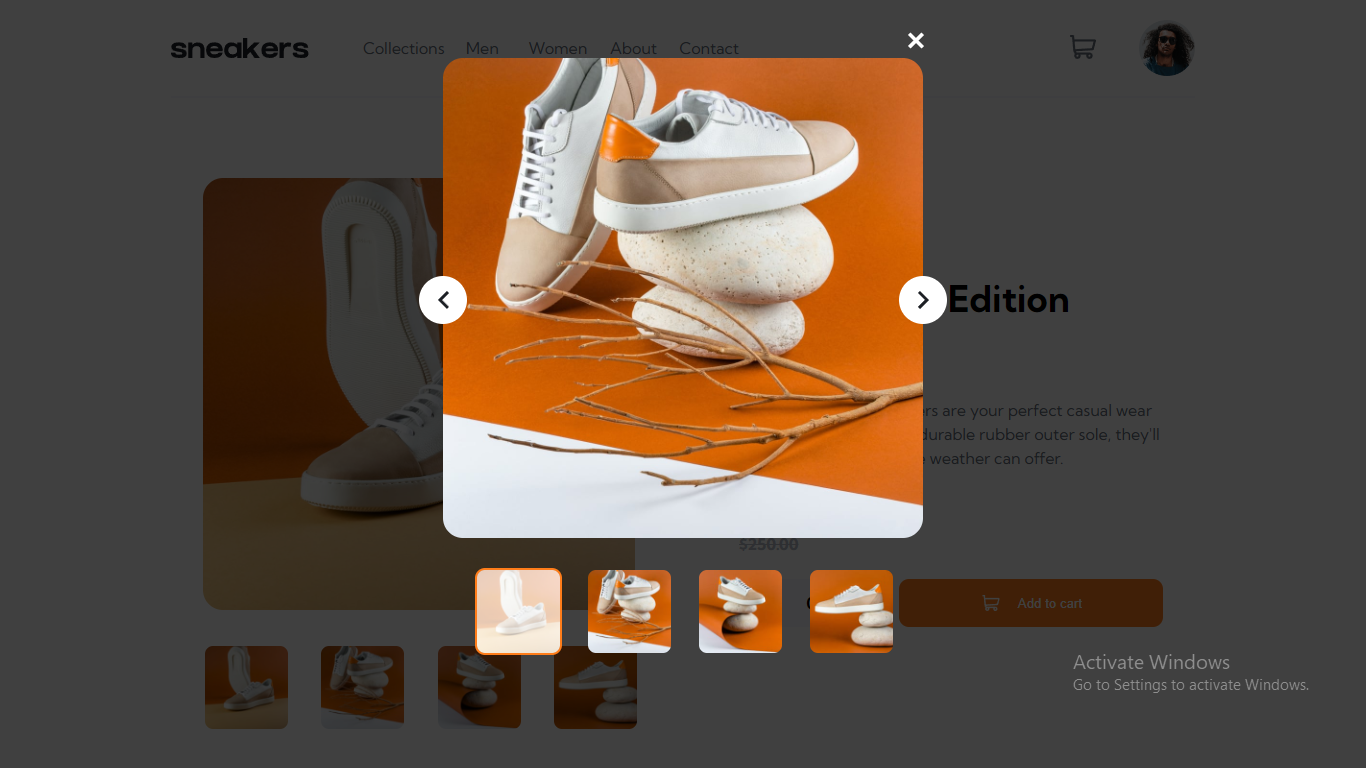 sneakers
Collections Men Women About Contact
Edition
are your perfect casual wear
durable rubber outer sole, they'll
weather can offer.
$250.00
Add to cart
Activate Windows
Go to Settings to activate Windows.